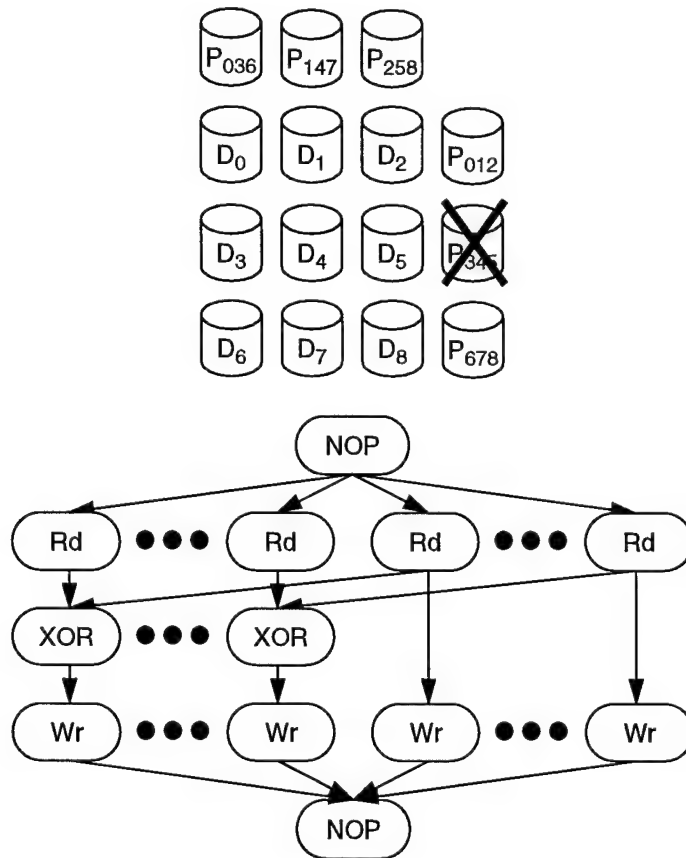 P036 P147 P258
D0 D1 D2 P012
D3 D4 D5 P345
D6 D7 D8 P678
NOP
Rd Rd Rd Rd
XOR XOR
Wr Wr Wr Wr
NOP